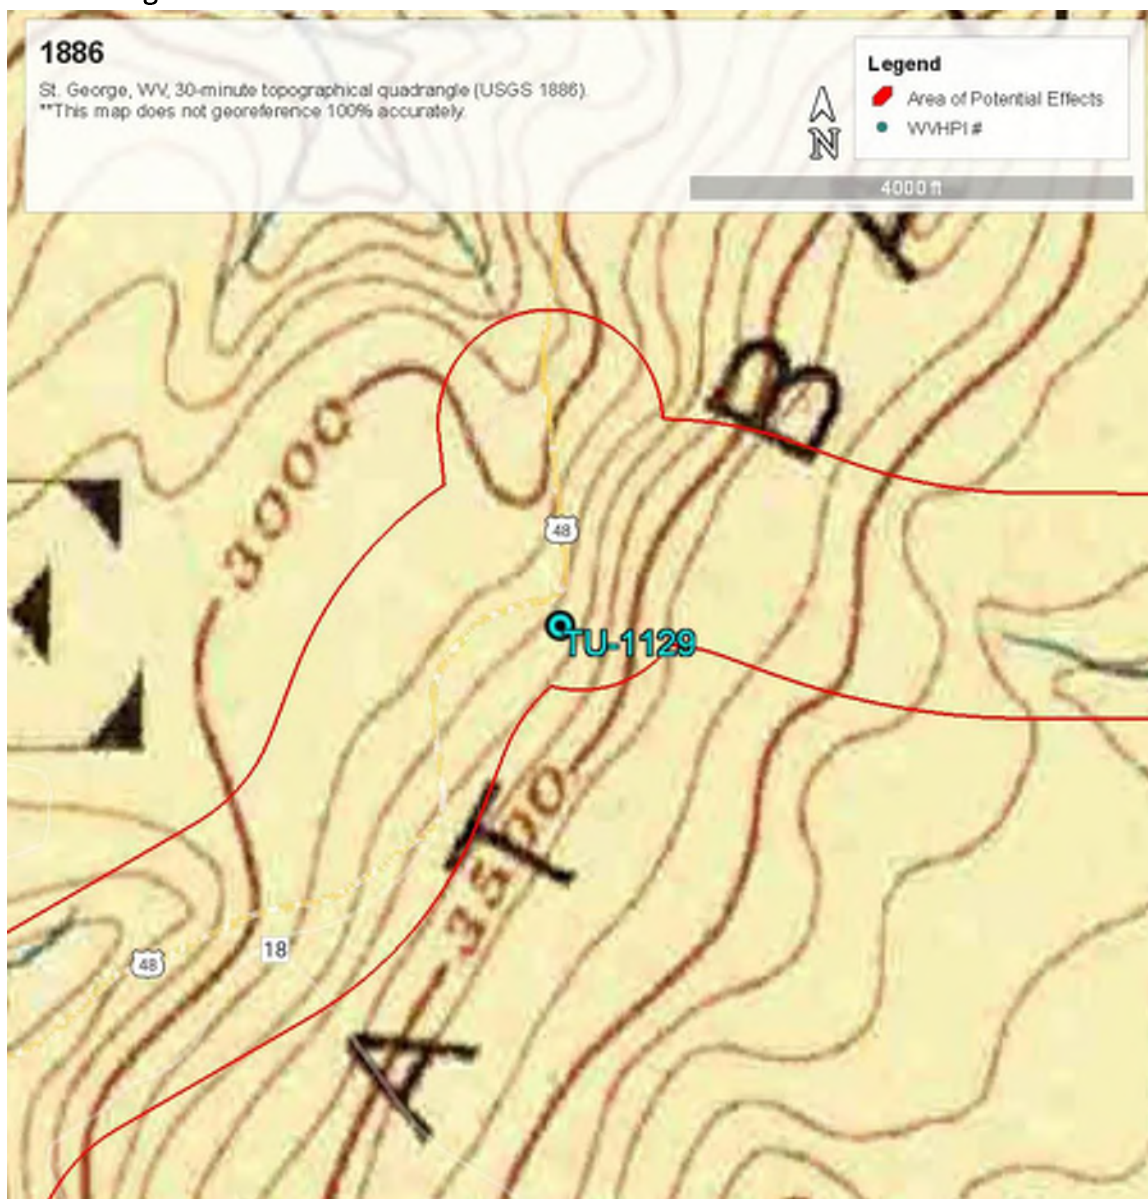 1886
St. George, WV, 30-minute topographical quadrangle (USGS 1886).
**This map does not georeference 100% accurately.
N
Legend
Area of Potential Effects
WVHPI #
4000 ft
B
3000
48
TU-1129
T
3500
18
48
A